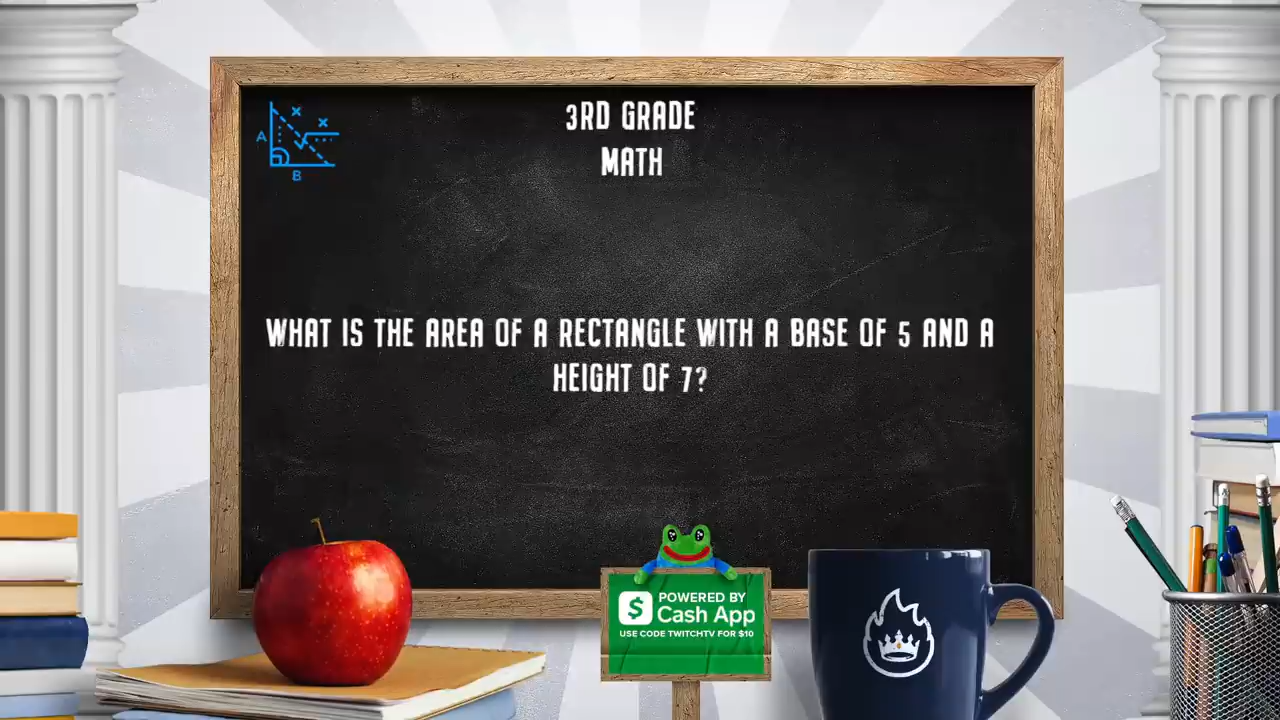 3RD GRADE
MATH
A
X
X
B
WHAT IS THE AREA OF A RECTANGLE WITH A BASE OF 5 AND A
HEIGHT OF 7?
$
POWERED BY
Cash App
USE CODE TWITCHTV FOR $10